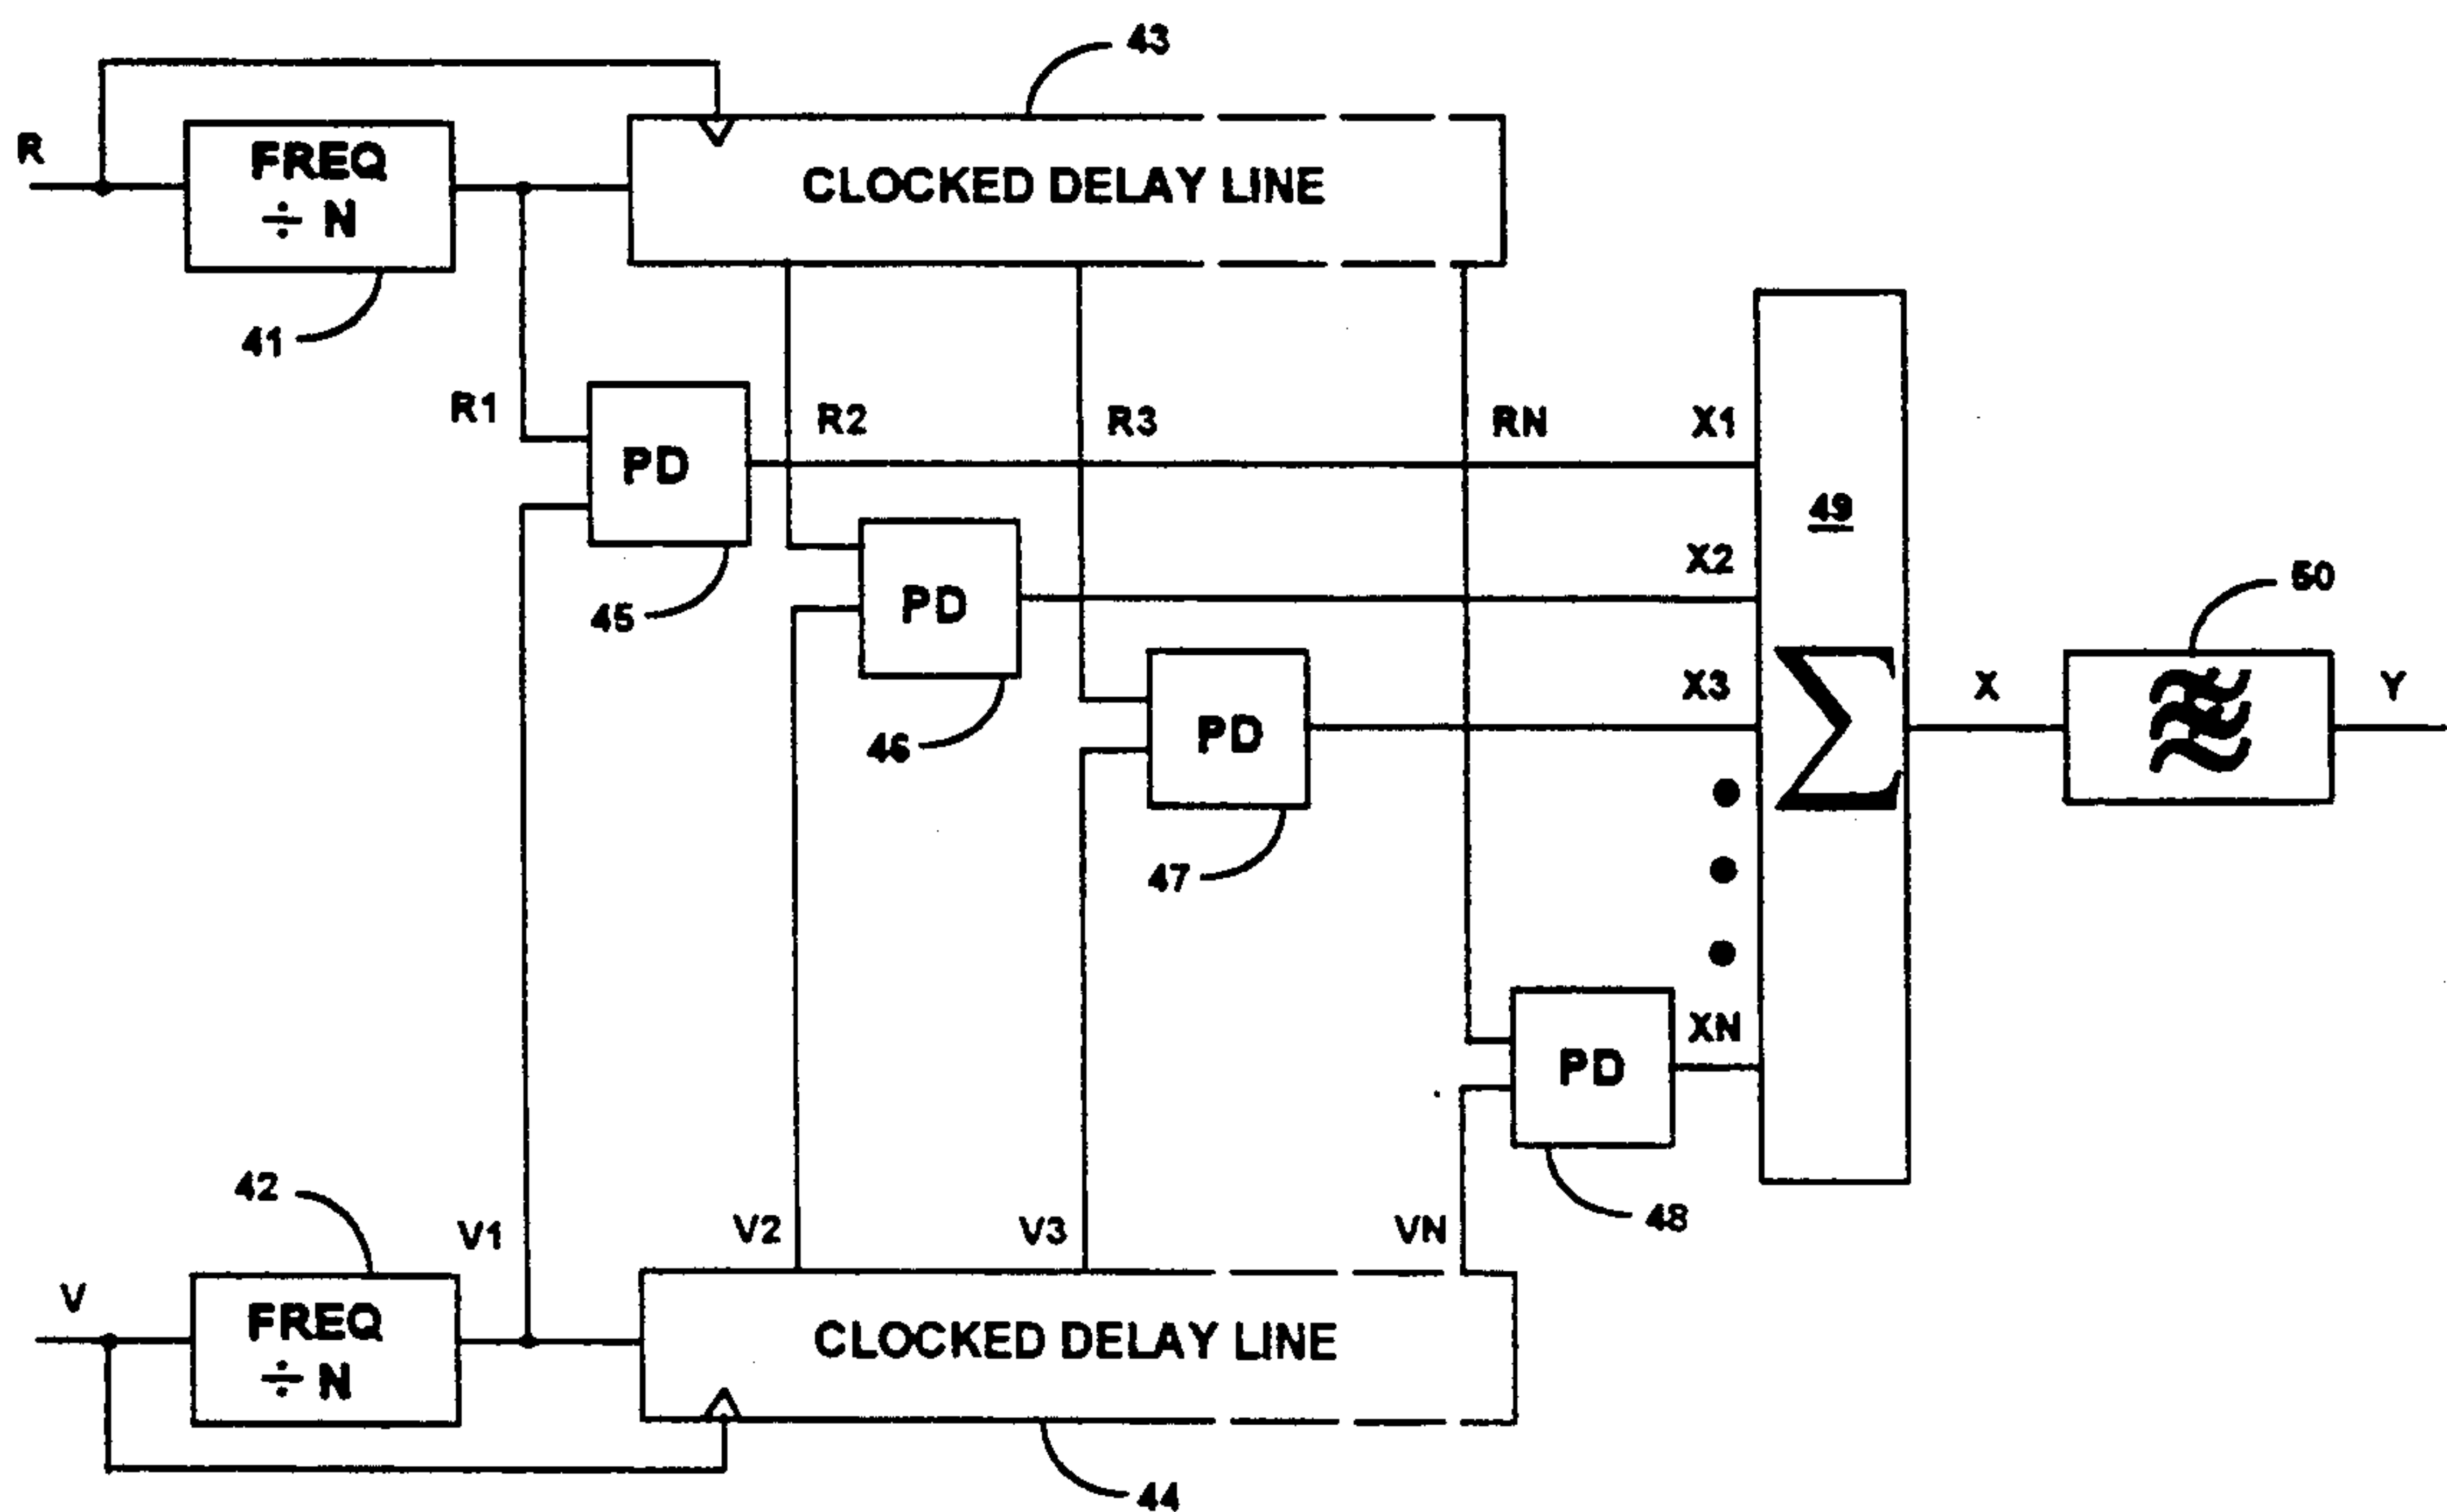 43
R
FREQ
÷ N
CLOCKED DELAY LINE
41
R1
R2
R3
RN
X1
PD
49
45
X2
PD
50
46
X3
Σ
X
Y
PD
47
XN
PD
42
V1
V2
V3
VN
48
V
FREQ
÷ N
CLOCKED DELAY LINE
44